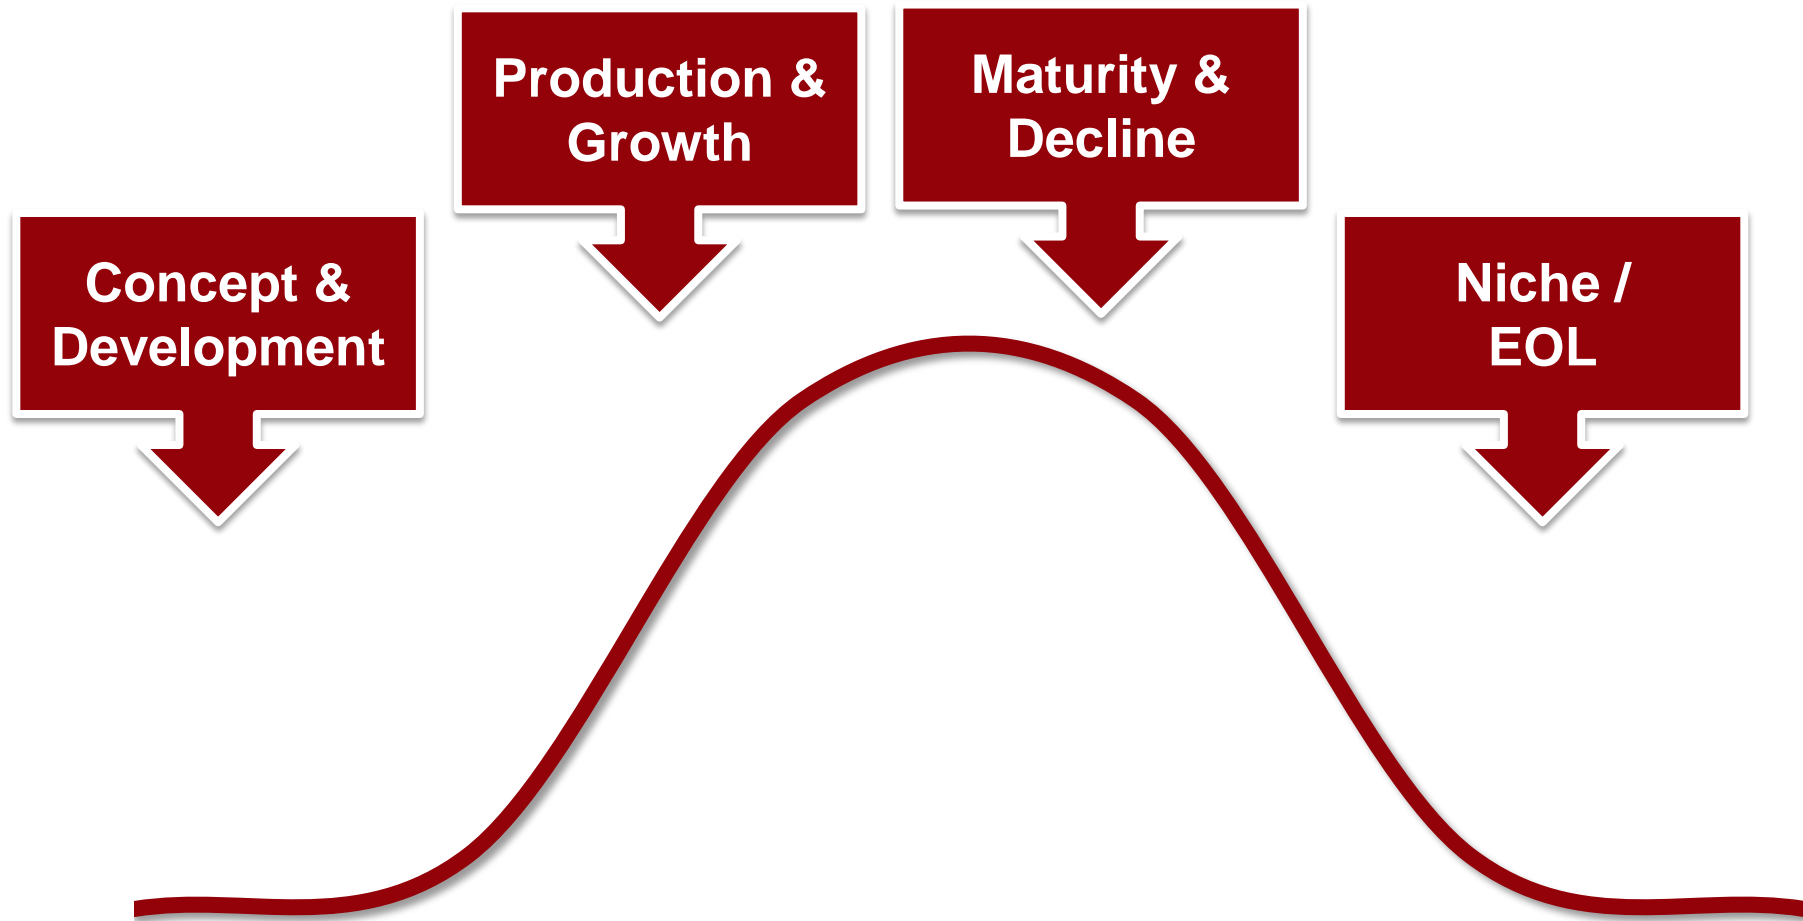 Concept &
Development
Production &
Growth
Maturity &
Decline
Niche /
EOL